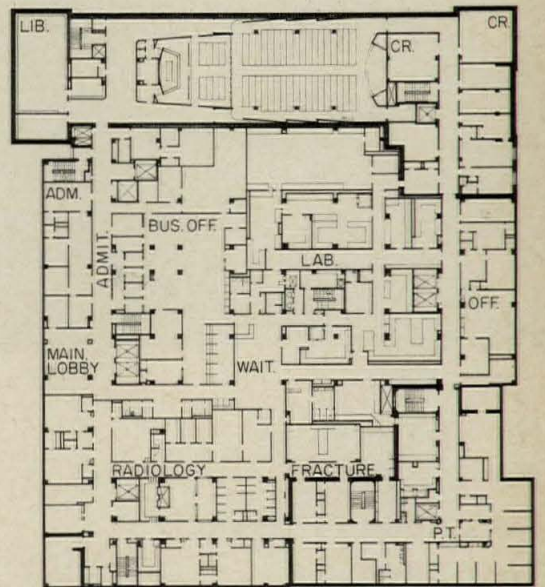 LIB.
CR.
CR.
ADM.
ADMIT.
BUS. OFF.
LAB.
OFF.
MAIN
LOBBY
WAIT.
RADIOLOGY
FRACTURE
P.T.